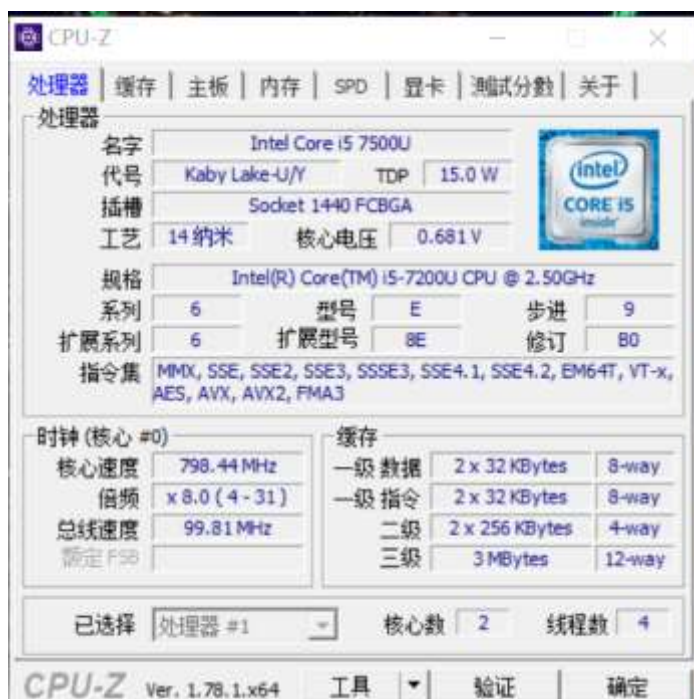 CPU-Z
处理器 缓存 主板 内存 SPD 显卡 測試分數 关于
处理器
名字 Intel Core i5 7500U
代号 Kaby Lake-U/Y TDP 15.0 W
插槽 Socket 1440 FCBGA
工艺 14 纳米 核心电压 0.681 V
(intel) CORE i5 inside
规格 Intel(R) Core(TM) i5-7200U CPU @ 2.50GHz
系列 6 型号 E 步进 9
扩展系列 6 扩展型号 8E 修订 B0
指令集 MMX, SSE, SSE2, SSE3, SSSE3, SSE4.1, SSE4.2, EM64T, VT-x,
AES, AVX, AVX2, FMA3
时钟 (核心 #0)
核心速度 798.44 MHz
倍频 x 8.0 ( 4 - 31 )
总线速度 99.81 MHz
额定 FSB
缓存
一级 数据 2 x 32 KBytes 8-way
一级 指令 2 x 32 KBytes 8-way
二级 2 x 256 KBytes 4-way
三级 3 MBytes 12-way
已选择 处理器 #1 核心数 2 线程数 4
CPU-Z Ver. 1.78.1.x64 工具 验证 确定